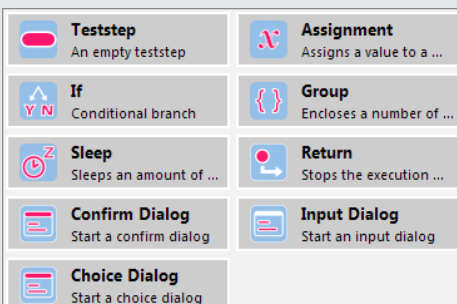 Teststep
An empty teststep
Assignment
Assigns a value to a ...
If
Conditional branch
Y N
Group
Encloses a number of ...
{ }
Sleep
Sleeps an amount of ...
Z
Return
Stops the execution ...
Confirm Dialog
Start a confirm dialog
Input Dialog
Start an input dialog
Choice Dialog
Start a choice dialog
x